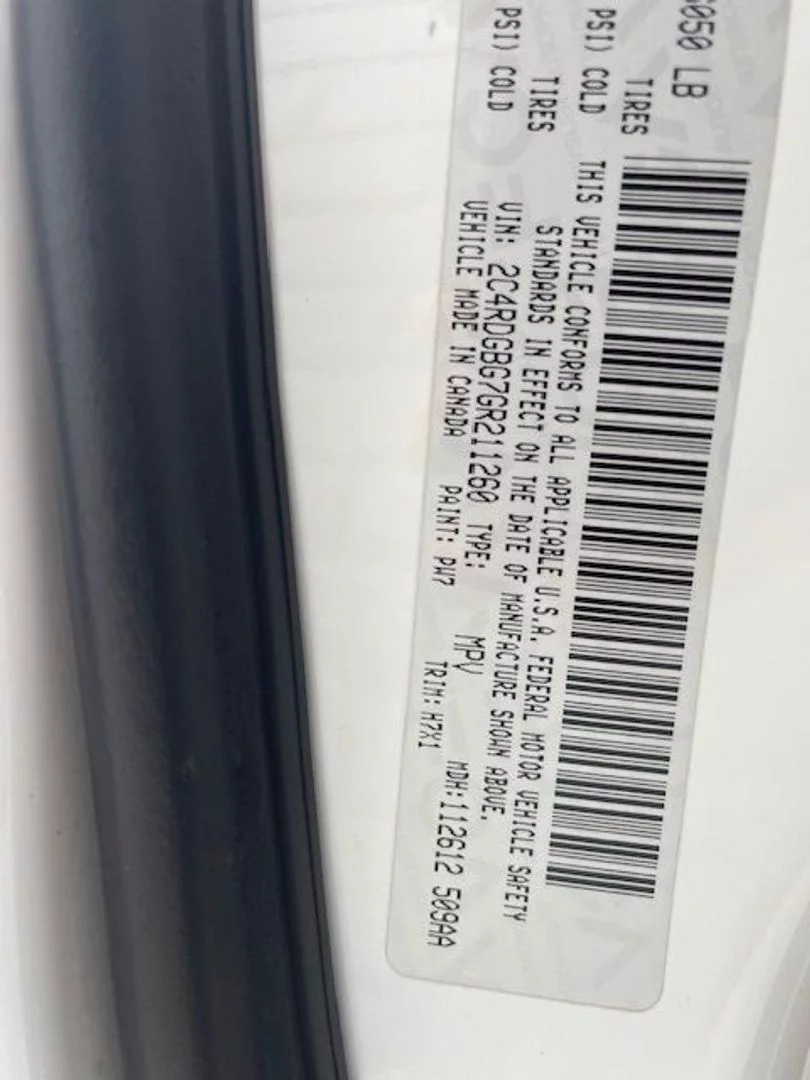 6050 LB
TIRES
PSI) COLD
TIRES
PSI) COLD
THIS VEHICLE CONFORMS TO ALL APPLICABLE U.S.A. FEDERAL MOTOR VEHICLE SAFETY
STANDARDS IN EFFECT ON THE DATE OF MANUFACTURE SHOWN ABOVE.
VIN: 2C4RDGBG7GR211260 TYPE: MPV MDH:112612 509AA
VEHICLE MADE IN CANADA PAINT: PW7 TRIM: H7X1